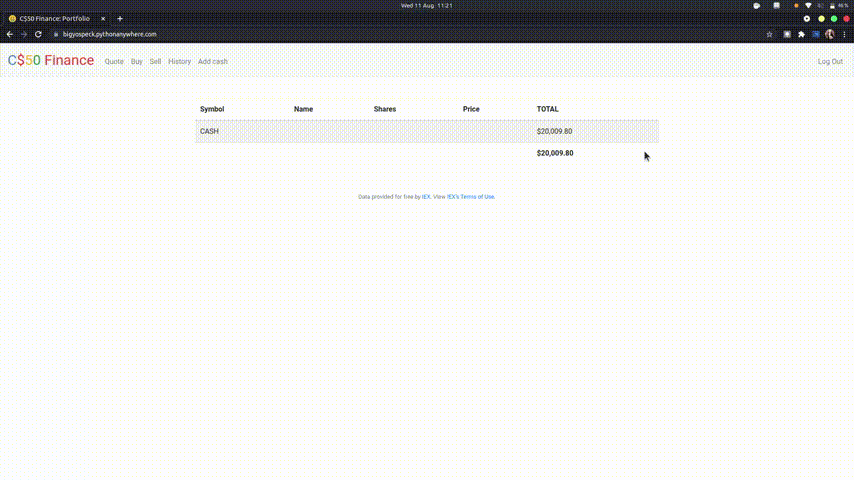 Wed 11 Aug 11:21
86%
C$50 Finance: Portfolio
bigyospeck.pythonanywhere.com
C$50 Finance Quote Buy Sell History Add cash Log Out
Symbol Name Shares Price TOTAL
CASH $20,009.80
$20,009.80
Data provided for free by IEX. View IEX's Terms of Use.